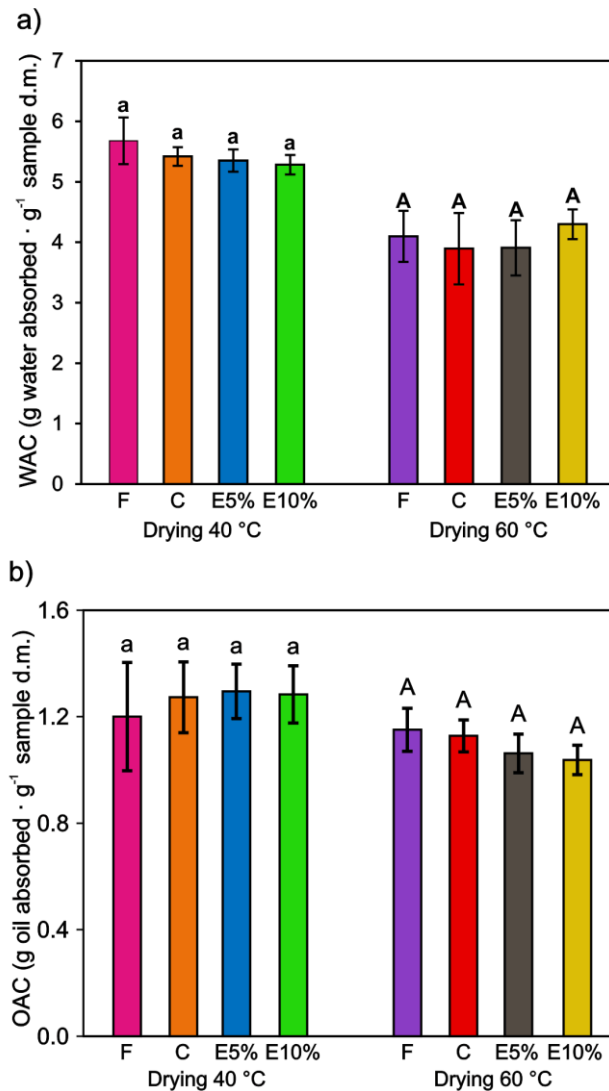 a)
WAC (g water absorbed · g⁻¹ sample d.m.)
7
6
5
4
3
2
1
0
a a a a A A A A
F C E5% E10% F C E5% E10%
Drying 40 °C Drying 60 °C
b)
OAC (g oil absorbed · g⁻¹ sample d.m.)
1.6
1.2
0.8
0.4
0.0
a a a a A A A A
F C E5% E10% F C E5% E10%
Drying 40 °C Drying 60 °C